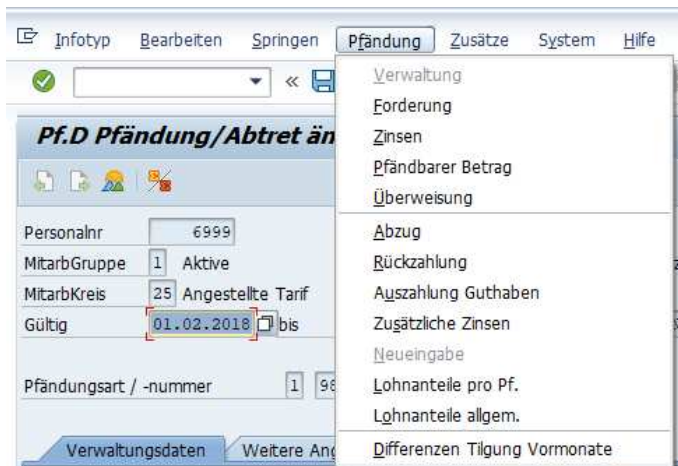 Infotyp Bearbeiten Springen Pfändung Zusätze System Hilfe
Verwaltung
Forderung
Zinsen
Pfändbarer Betrag
Überweisung
Abzug
Rückzahlung
Auszahlung Guthaben
Zusätzliche Zinsen
Neueingabe
Lohnanteile pro Pf.
Lohnanteile allgem.
Differenzen Tilgung Vormonate
Pf.D Pfändung/Abtret
Personalnr 6999
MitarbGruppe 1 Aktive
MitarbKreis 25 Angestellte Tarif
Gültig 01.02.2018 bis
Pfändungsart / -nummer 1
Verwaltungsdaten Weitere